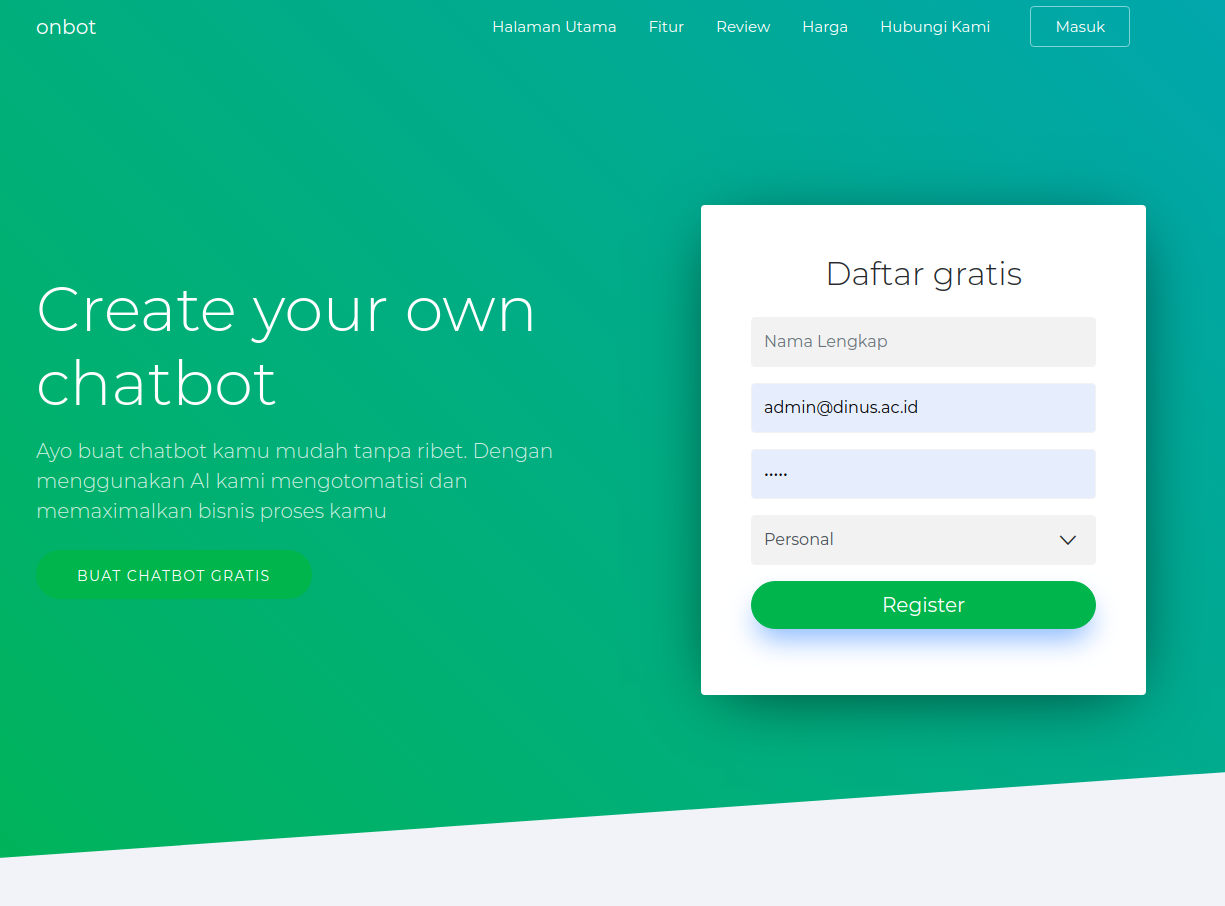 onbot
Halaman Utama
Fitur
Review
Harga
Hubungi Kami
Masuk
Create your own
chatbot
Ayo buat chatbot kamu mudah tanpa ribet. Dengan
menggunakan AI kami mengotomatisi dan
memaximalkan bisnis proses kamu
BUAT CHATBOT GRATIS
Daftar gratis
Nama Lengkap
admin@dinus.ac.id
•••••
Personal
Register